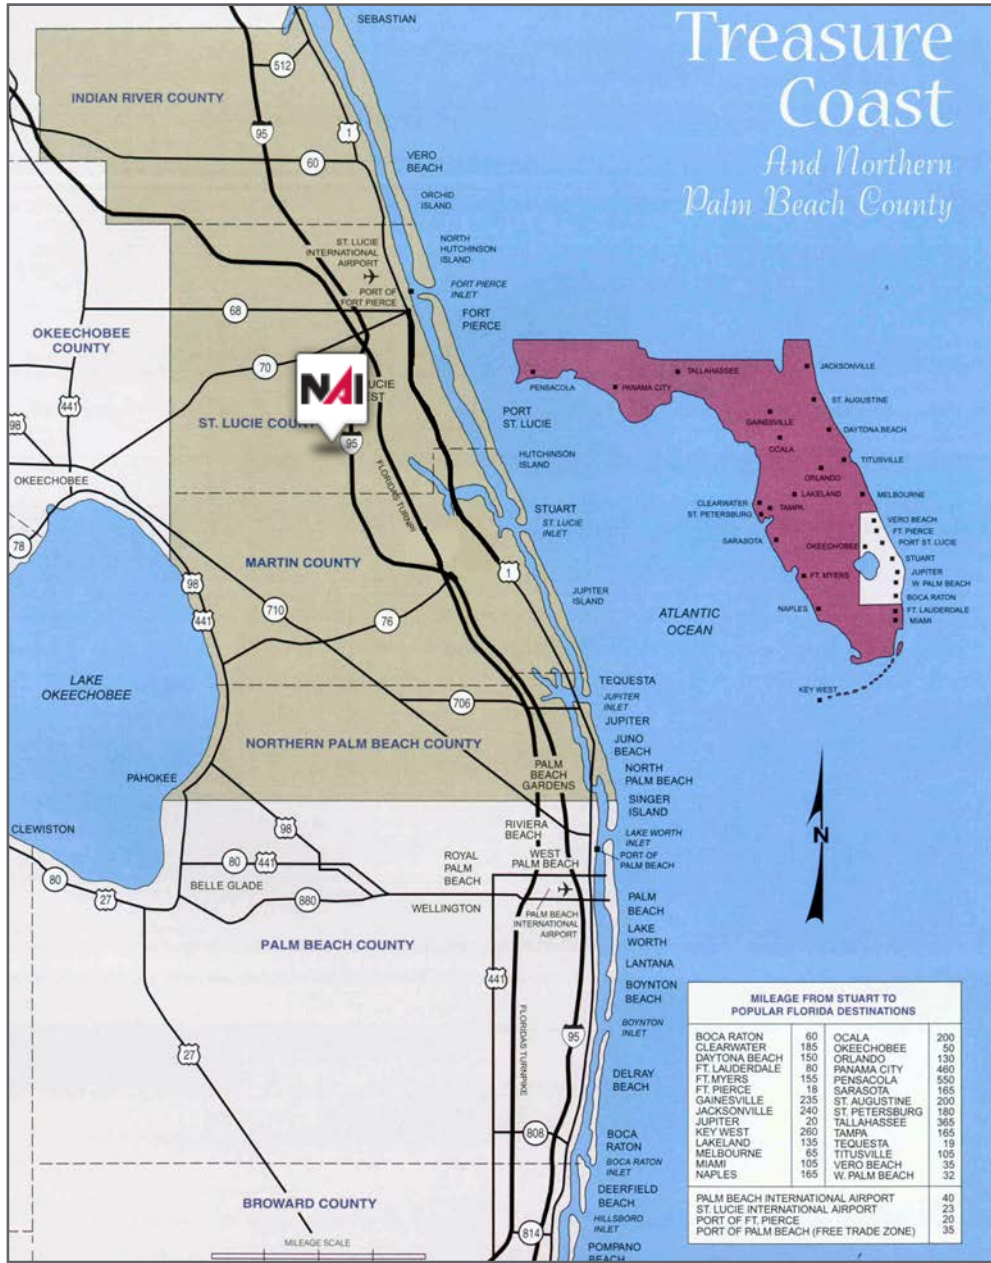 Treasure
Coast
And Northern
Palm Beach County
SEBASTIAN
512
INDIAN RIVER COUNTY
95
1
60
VERO
BEACH
ORCHID
ISLAND
ST. LUCIE
INTERNATIONAL
AIRPORT
NORTH
HUTCHINSON
ISLAND
PORT OF
FORT PIERCE
FORT PIERCE
INLET
68
FORT
PIERCE
OKEECHOBEE
COUNTY
70
NAI
LUCIE
EST
441
98
ST. LUCIE COUNT
95
PORT
ST. LUCIE
HUTCHINSON
ISLAND
OKEECHOBEE
FLORIDAS TURNPI
STUART
ST. LUCIE
INLET
78
MARTIN COUNTY
98
441
710
76
1
JUPITER
ISLAND
ATLANTIC
OCEAN
LAKE
OKEECHOBEE
TEQUESTA
JUPITER
INLET
706
JUPITER
NORTHERN PALM BEACH COUNTY
JUNO
BEACH
PAHOKEE
PALM
BEACH
GARDENS
NORTH
PALM BEACH
SINGER
ISLAND
CLEWISTON
98
RIVIERA
BEACH
LAKE WORTH
INLET
80
441
ROYAL
PALM
BEACH
WEST
PALM BEACH
PORT OF
PALM BEACH
80
27
BELLE GLADE
880
WELLINGTON
PALM BEACH
INTERNATIONAL
AIRPORT
PALM
BEACH
LAKE
WORTH
PALM BEACH COUNTY
LANTANA
441
BOYNTON
BEACH
FLORIDAS TURNPIKE
95
BOYNTON
INLET
27
DELRAY
BEACH
808
BOCA
RATON
BOCA RATON
INLET
BROWARD COUNTY
DEERFIELD
BEACH
814
HILLSBORO
INLET
MILEAGE SCALE
POMPANO
BEACH
PENSACOLA
PANAMA CITY
TALLAHASSEE
JACKSONVILLE
ST. AUGUSTINE
GAINESVILLE
DAYTONA BEACH
OCALA
TITUSVILLE
ORLANDO
LAKELAND
MELBOURNE
CLEARWATER
TAMPA
ST. PETERSBURG
VERO BEACH
FT. PIERCE
SARASOTA
OKEECHOBEE
PORT ST. LUCIE
STUART
FT. MYERS
JUPITER
W. PALM BEACH
BOCA RATON
NAPLES
FT. LAUDERDALE
MIAMI
KEY WEST
N
MILEAGE FROM STUART TO
POPULAR FLORIDA DESTINATIONS
BOCA RATON 60 OCALA 200
CLEARWATER 185 OKEECHOBEE 50
DAYTONA BEACH 150 ORLANDO 130
FT. LAUDERDALE 80 PANAMA CITY 460
FT. MYERS 155 PENSACOLA 550
FT. PIERCE 18 SARASOTA 165
GAINESVILLE 235 ST. AUGUSTINE 200
JACKSONVILLE 240 ST. PETERSBURG 180
JUPITER 20 TALLAHASSEE 365
KEY WEST 260 TAMPA 165
LAKELAND 135 TEQUESTA 19
MELBOURNE 65 TITUSVILLE 105
MIAMI 105 VERO BEACH 35
NAPLES 165 W. PALM BEACH 32
PALM BEACH INTERNATIONAL AIRPORT 40
ST. LUCIE INTERNATIONAL AIRPORT 23
PORT OF FT. PIERCE 20
PORT OF PALM BEACH (FREE TRADE ZONE) 35